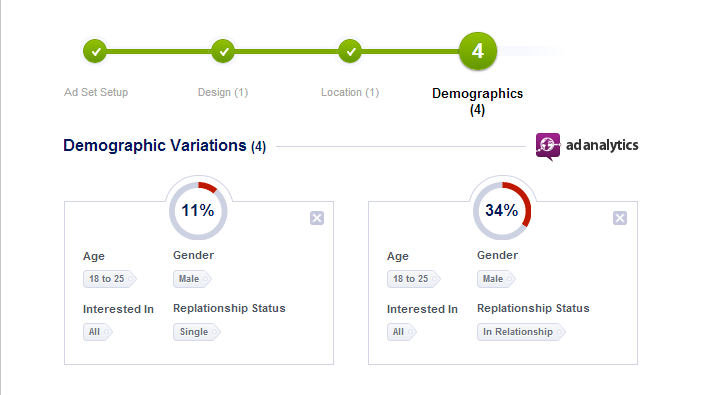 4
Ad Set Setup
Design (1)
Location (1)
Demographics
(4)
Demographic Variations (4)
adanalytics
11%
Age
Gender
18 to 25
Male
Interested In
Replationship Status
All
Single
34%
Age
Gender
18 to 25
Male
Interested In
Replationship Status
All
In Relationship